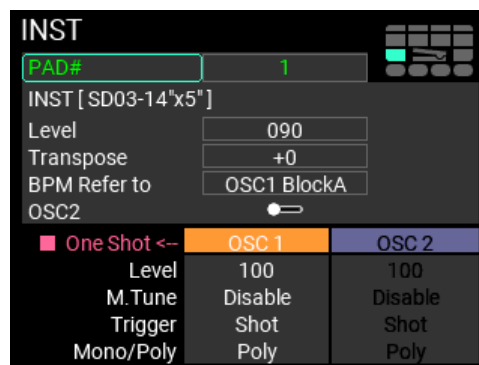 INST
PAD# 1
INST [ SD03-14"x5" ]
Level 090
Transpose +0
BPM Refer to OSC1 BlockA
OSC2
One Shot <-- OSC 1 OSC 2
Level 100 100
M.Tune Disable Disable
Trigger Shot Shot
Mono/Poly Poly Poly